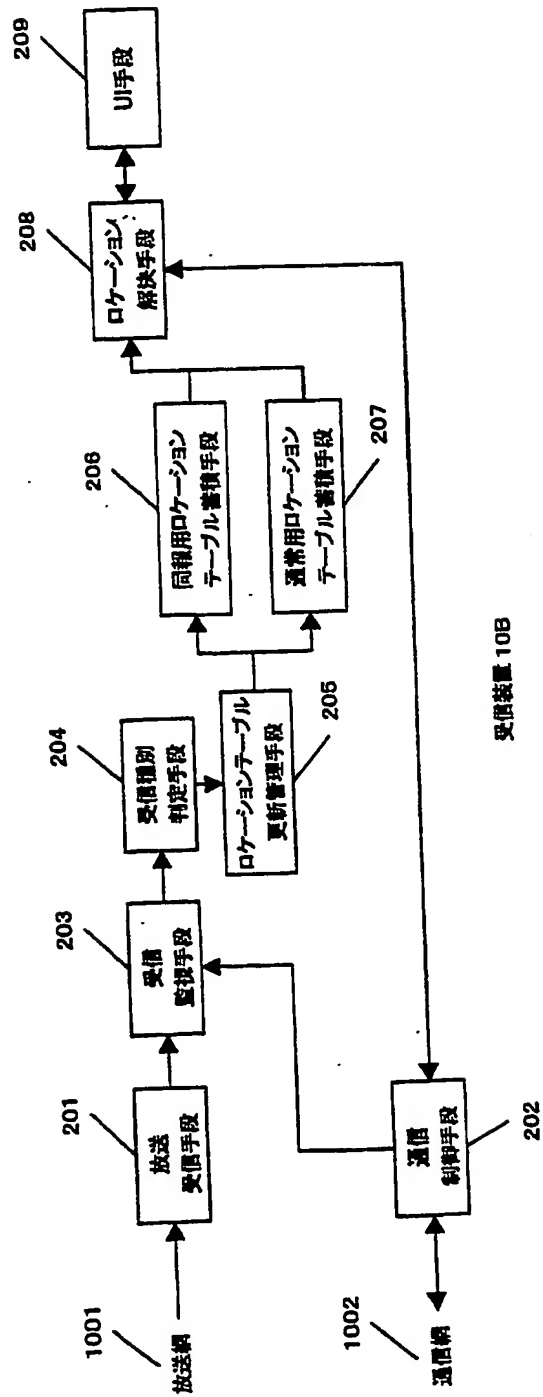 1001
放送網
201
放送
受信手段
203
受信
監視手段
204
受信種別
判定手段
ロケーションテーブル
更新管理手段
205
206
同報用ロケーション
テーブル蓄積手段
通常用ロケーション
テーブル蓄積手段
207
208
ロケーション、
解決手段
209
UI手段
1002
通信網
通信
制御手段
202
受信装置 10B